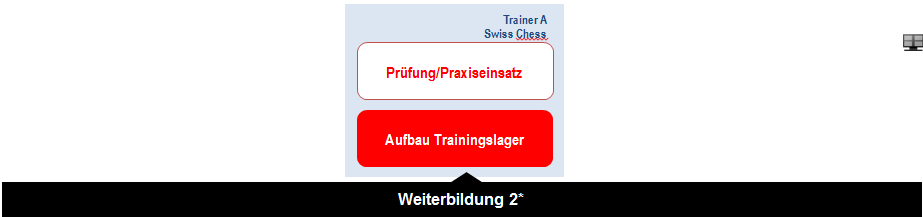 Trainer A
Swiss Chess
Prüfung/Praxiseinsatz
Aufbau Trainingslager
Weiterbildung 2*